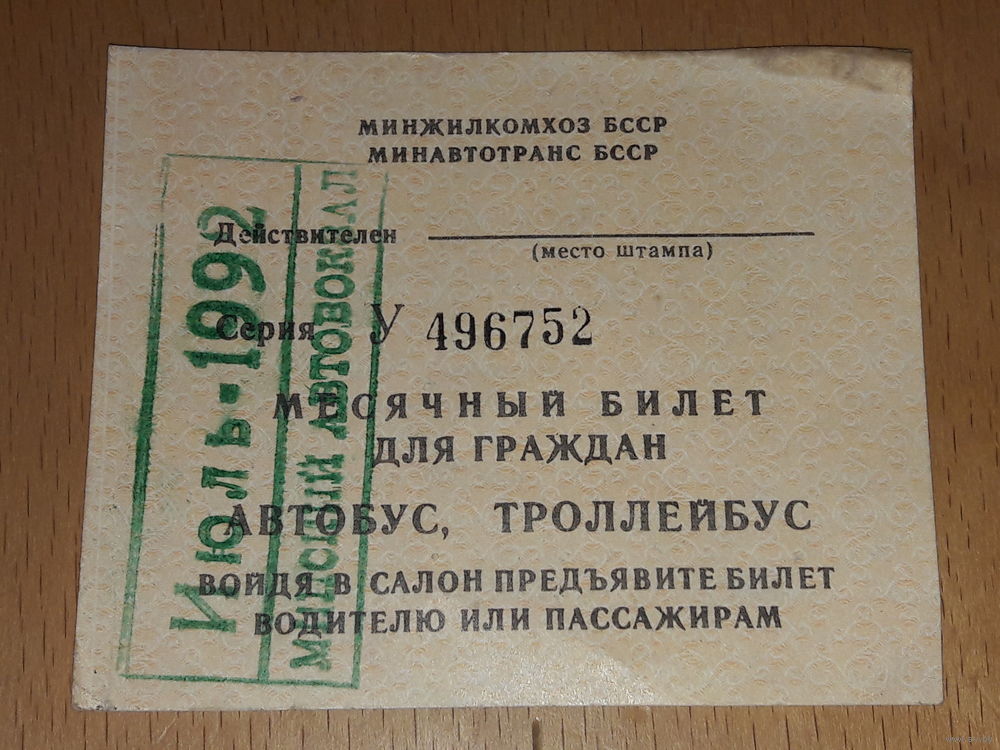 МИНЖИЛКОМХОЗ БССР
МИНАВТОТРАНС БССР
Действителен
(место штампа)
Серия У 496752
МЕСЯЧНЫЙ БИЛЕТ
ДЛЯ ГРАЖДАН
АВТОБУС, ТРОЛЛЕЙБУС
ВОЙДЯ В САЛОН ПРЕДЪЯВИТЕ БИЛЕТ
ВОДИТЕЛЮ ИЛИ ПАССАЖИРАМ
Июль-1992
АВТОВОКЗАЛ